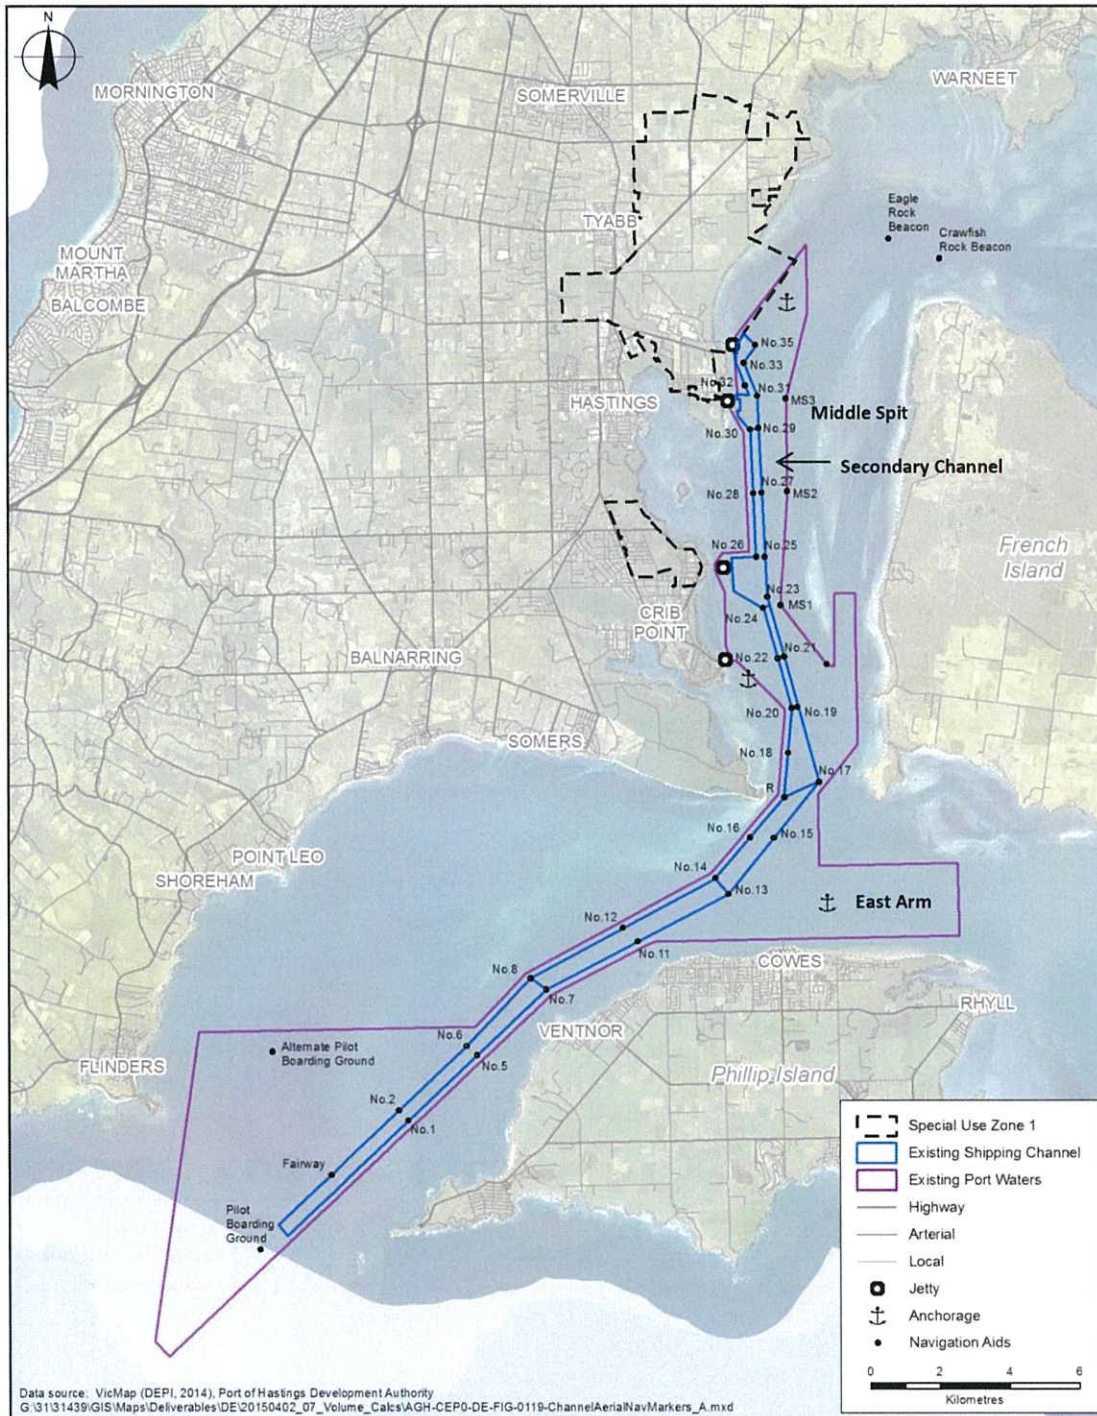 N
MORNINGTON
SOMERVILLE
WARNEET
TYABB
Eagle
Rock
Beacon
Crawfish
Rock Beacon
MOUNT
MARTHA
BALCOMBE
No.35
No.33
No.32
No.31
MS3
HASTINGS
Middle Spit
No.30
No.29
Secondary Channel
No.28
No.27
MS2
No.26
No.25
French
Island
No.23
MS1
No.24
CRIB
POINT
BALNARRING
No.22
No.21
No.20
No.19
SOMERS
No.18
No.17
R
No.16
No.15
POINT LEO
No.14
SHOREHAM
No.13
East Arm
No.12
No.11
COWES
No.8
No.7
RHYLL
VENTNOR
No.6
No.5
Alternate Pilot
Boarding Ground
FLINDERS
Phillip Island
No.2
No.1
Fairway
Pilot
Boarding
Ground
Special Use Zone 1
Existing Shipping Channel
Existing Port Waters
Highway
Arterial
Local
Jetty
Anchorage
Navigation Aids
0 2 4 6
Kilometres
Data source: VicMap (DEPI, 2014), Port of Hastings Development Authority
G:\31\31439\GIS\Maps\Deliverables\DE\20150402_07_Volume_Calcs\AGH-CEP0-DE-FIG-0119-ChannelAerialNavMarkers_A.mxd